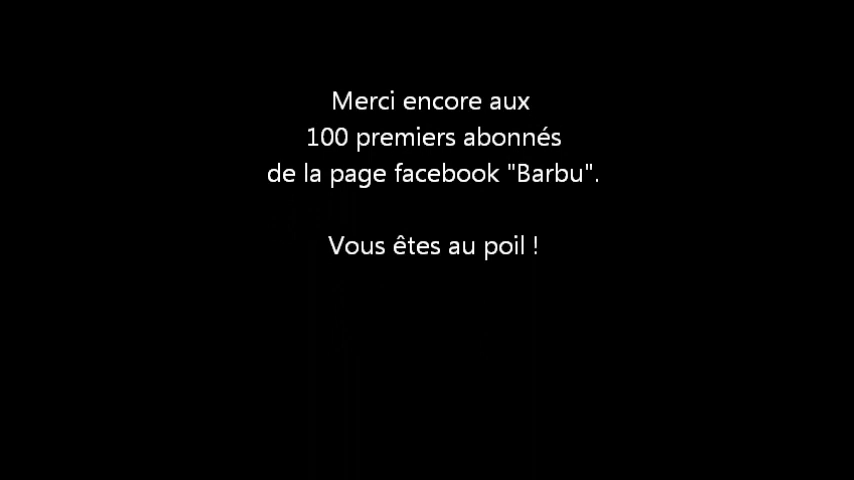 Merci encore aux
100 premiers abonnés
de la page facebook "Barbu".
Vous êtes au poil !